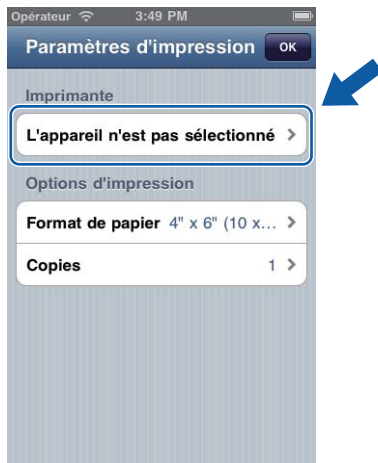 Opérateur 3:49 PM
Paramètres d'impression OK
Imprimante
L'appareil n'est pas sélectionné
Options d'impression
Format de papier 4" x 6" (10 x...
Copies 1